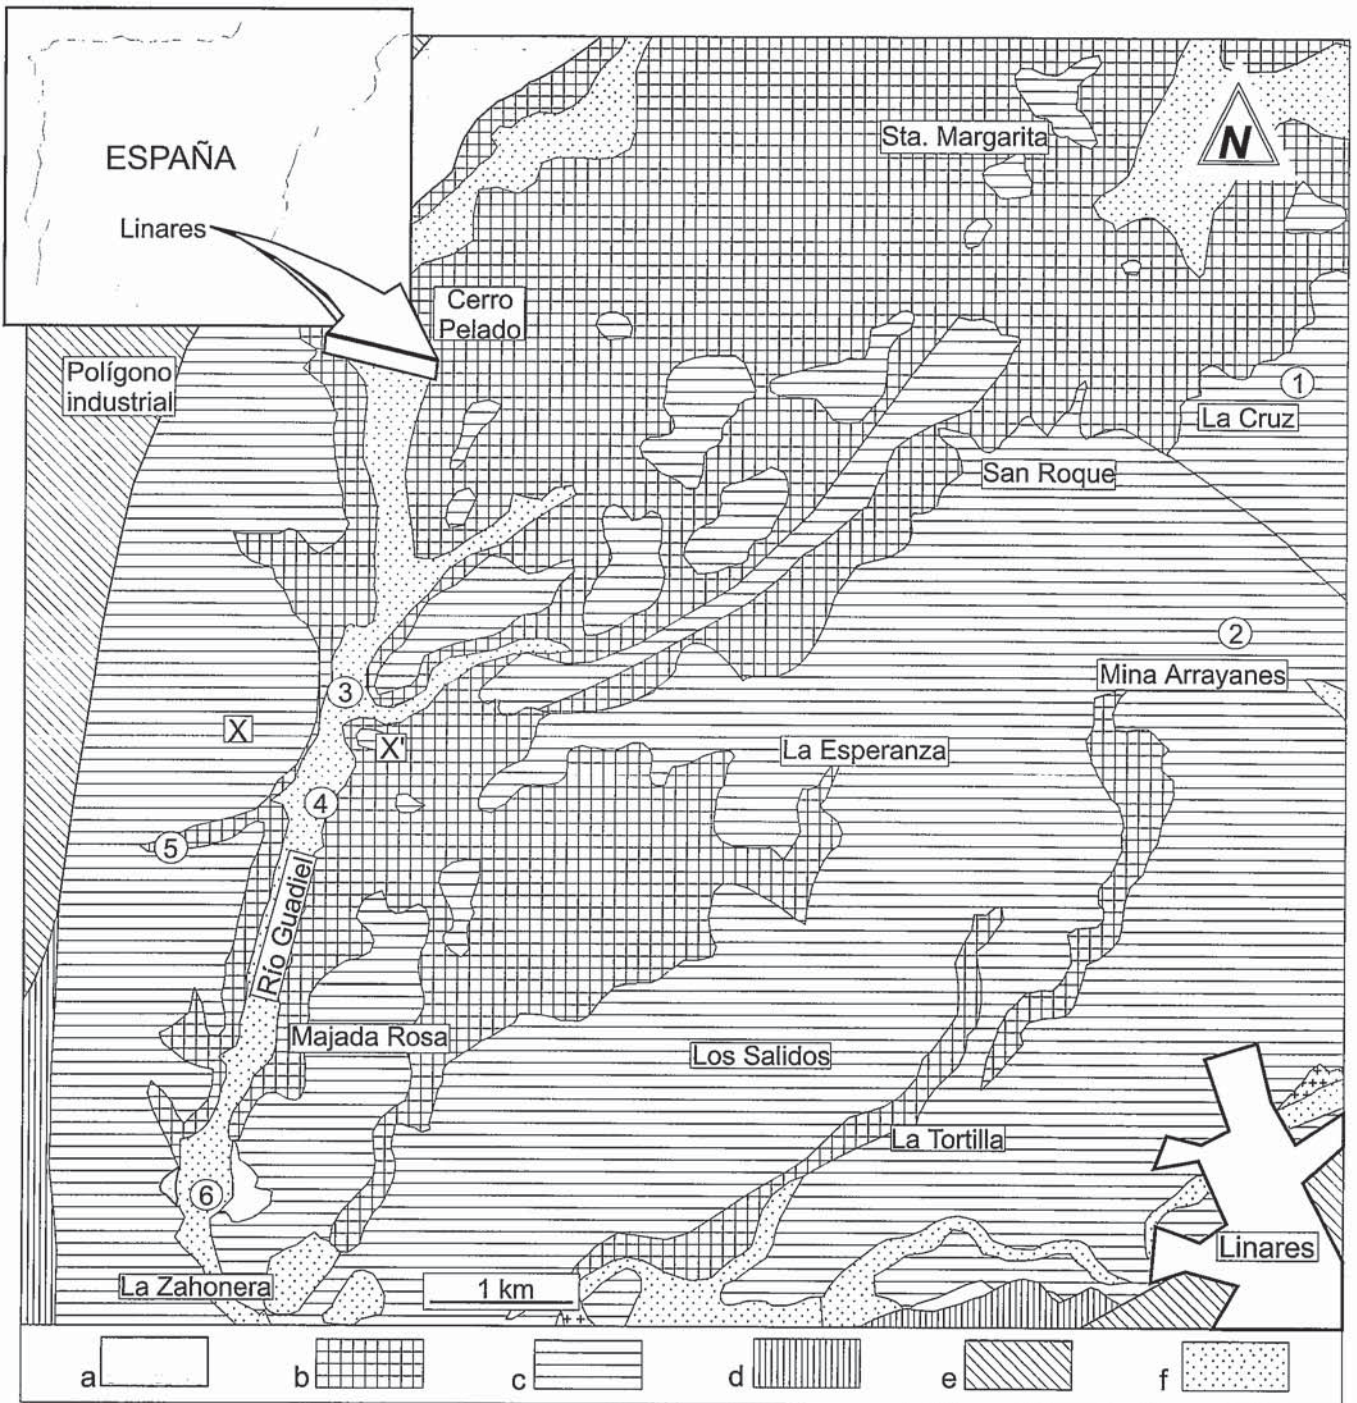 ESPAÑA
Linares
N
Sta. Margarita
Cerro
Pelado
Polígono
industrial
1
La Cruz
San Roque
2
Mina Arrayanes
3
X
X'
La Esperanza
4
5
Río Guadiel
Majada Rosa
Los Salidos
La Tortilla
6
Linares
La Zahonera
1 km
a
b
c
d
e
f